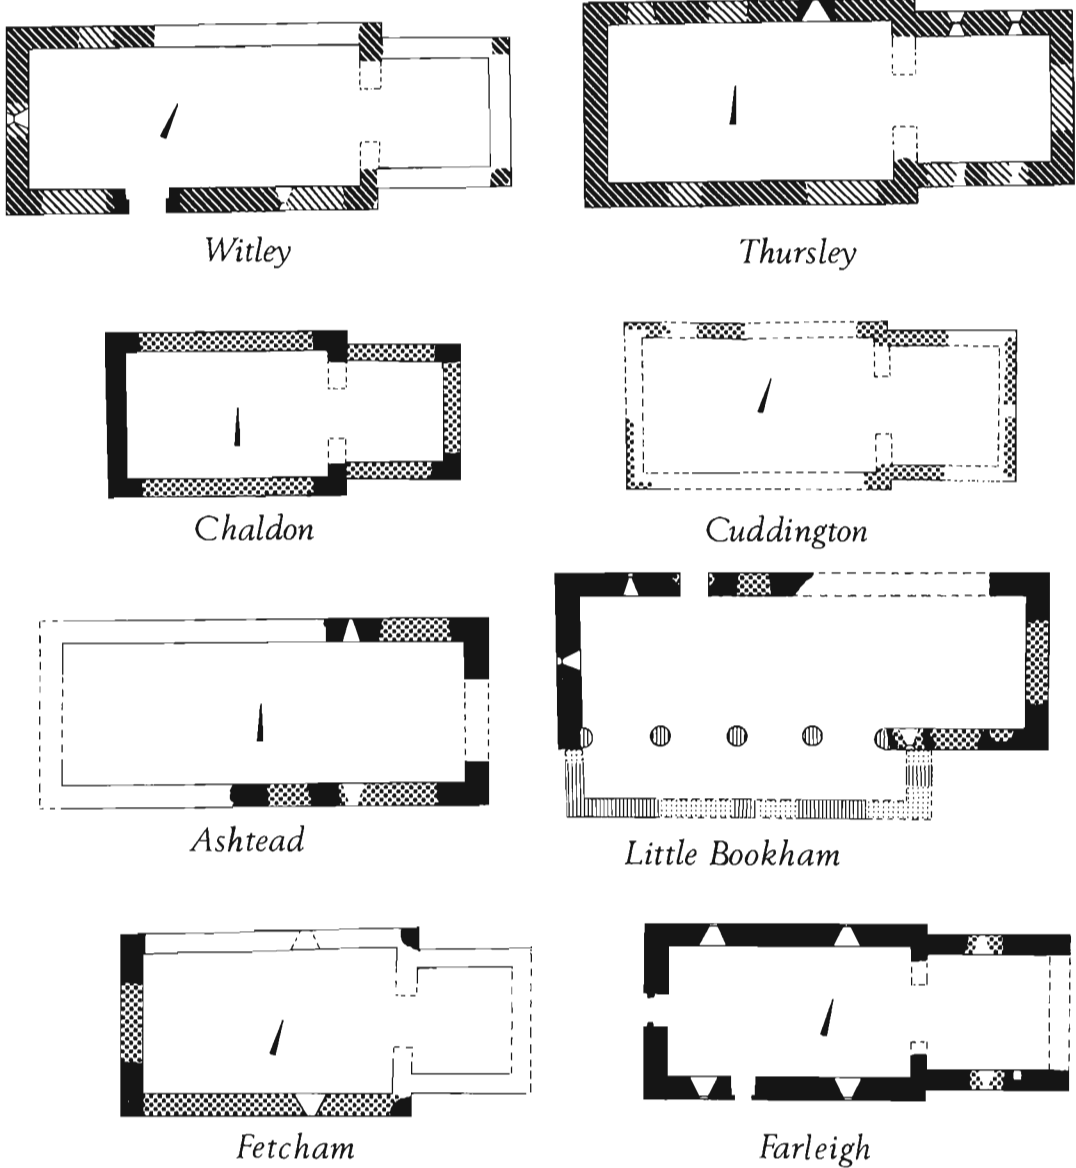 Witley
Thursley
Chaldon
Cuddington
Ashtead
Little Bookham
Fetcham
Farleigh